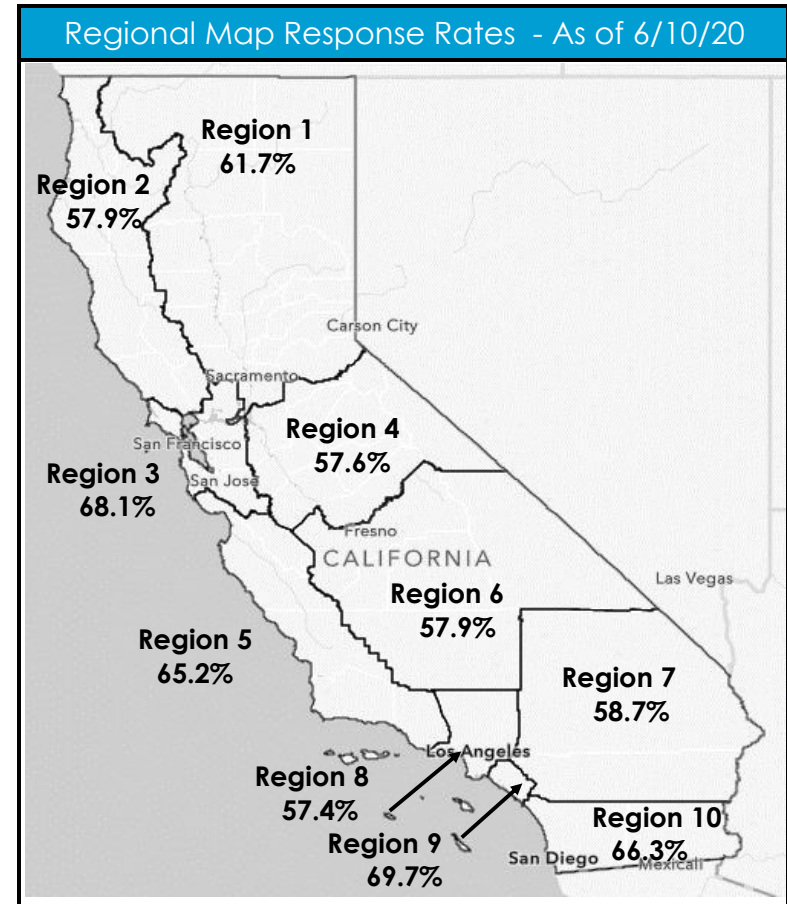 Regional Map Response Rates - As of 6/10/20
Region 1
61.7%
Region 2
57.9%
Carson City
Sacramento
Region 4
57.6%
San Francisco
Region 3
68.1%
San Jose
Fresno
CALIFORNIA
Las Vegas
Region 6
57.9%
Region 5
65.2%
Region 7
58.7%
Los Angeles
Region 8
57.4%
Region 9
69.7%
Region 10
66.3%
San Diego
Mexicali